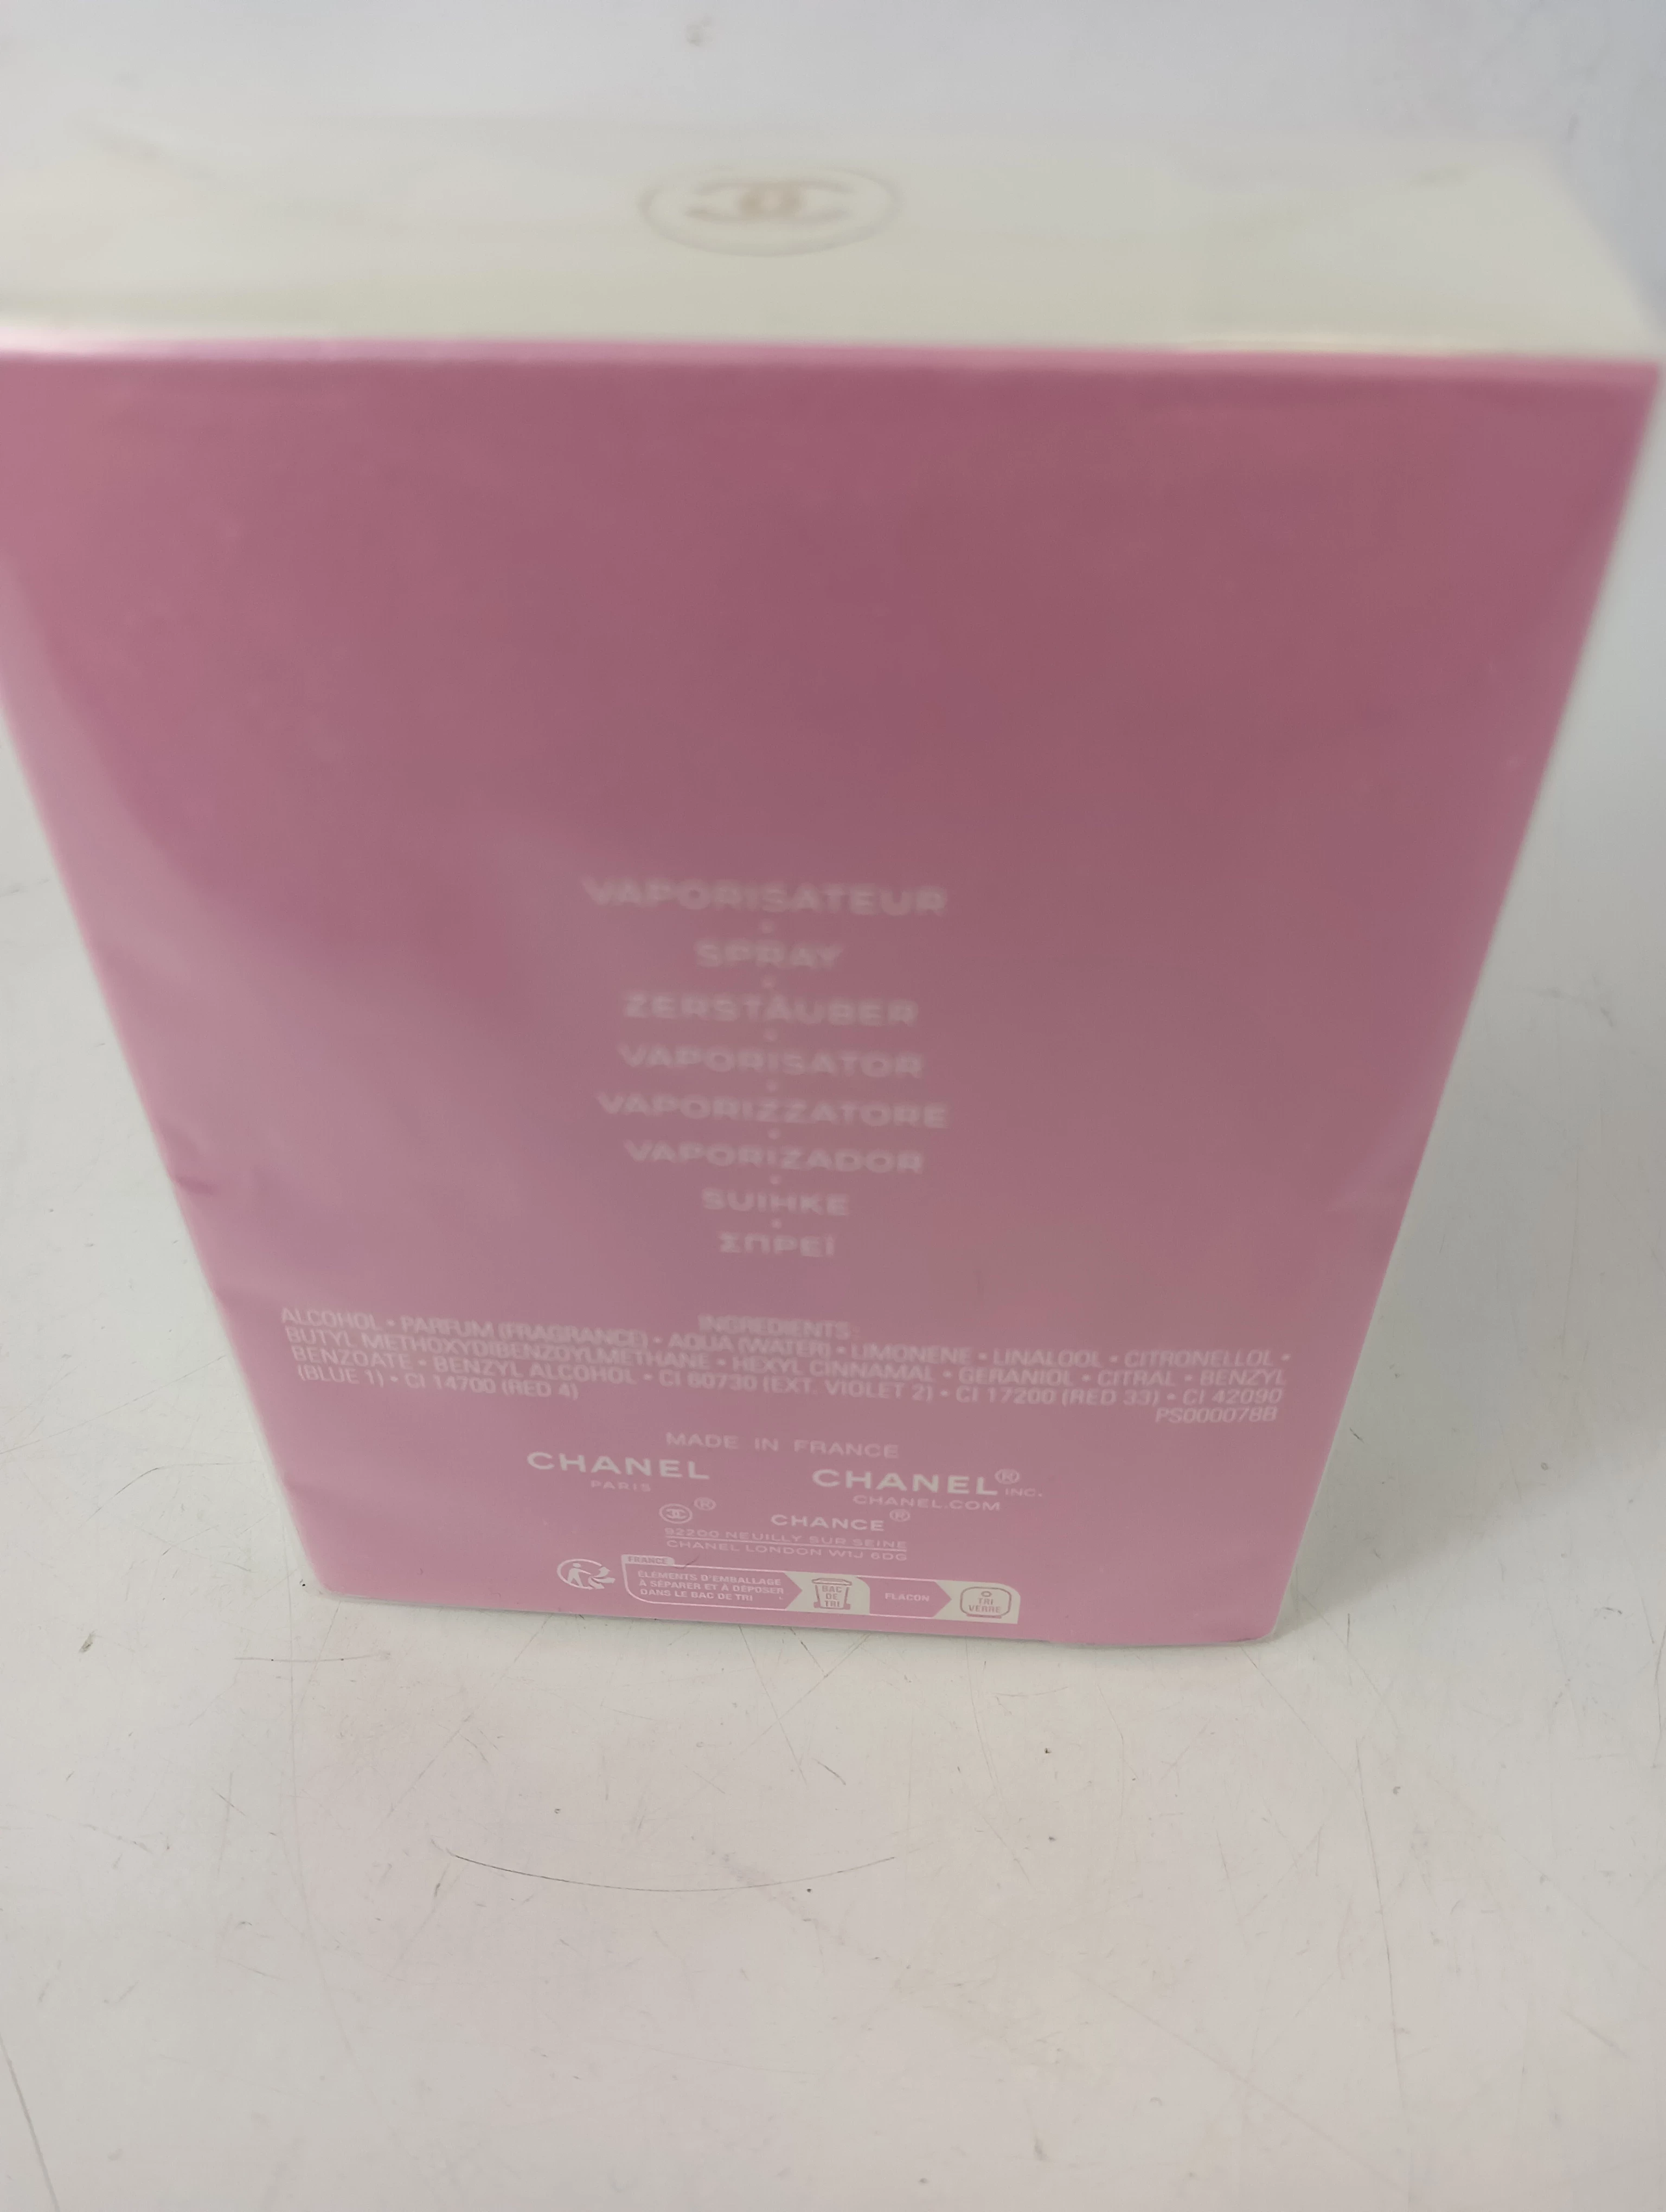 VAPORISATEUR
•
SPRAY
•
ZERSTÄUBER
•
VAPORISATOR
•
VAPORIZZATORE
•
VAPORIZADOR
•
SUIHKE
•
ΣΠΡΕΪ
INGREDIENTS:
ALCOHOL • PARFUM (FRAGRANCE) • AQUA (WATER) • LIMONENE • LINALOOL • CITRONELLOL •
BUTYL METHOXYDIBENZOYLMETHANE • HEXYL CINNAMAL • GERANIOL • CITRAL • BENZYL
BENZOATE • BENZYL ALCOHOL • CI 60730 (EXT. VIOLET 2) • CI 17200 (RED 33) • CI 42090
(BLUE 1) • CI 14700 (RED 4)
PS000078B
MADE IN FRANCE
CHANEL
PARIS
CHANEL® INC.
CHANEL.COM
® CHANCE®
92200 NEUILLY SUR SEINE
CHANEL LONDON W1J 6DG
FRANCE
ÉLÉMENTS D'EMBALLAGE
À SÉPARER ET À DÉPOSER
DANS LE BAC DE TRI
BAC
DE
TRI
FLACON
TRI
VERRE